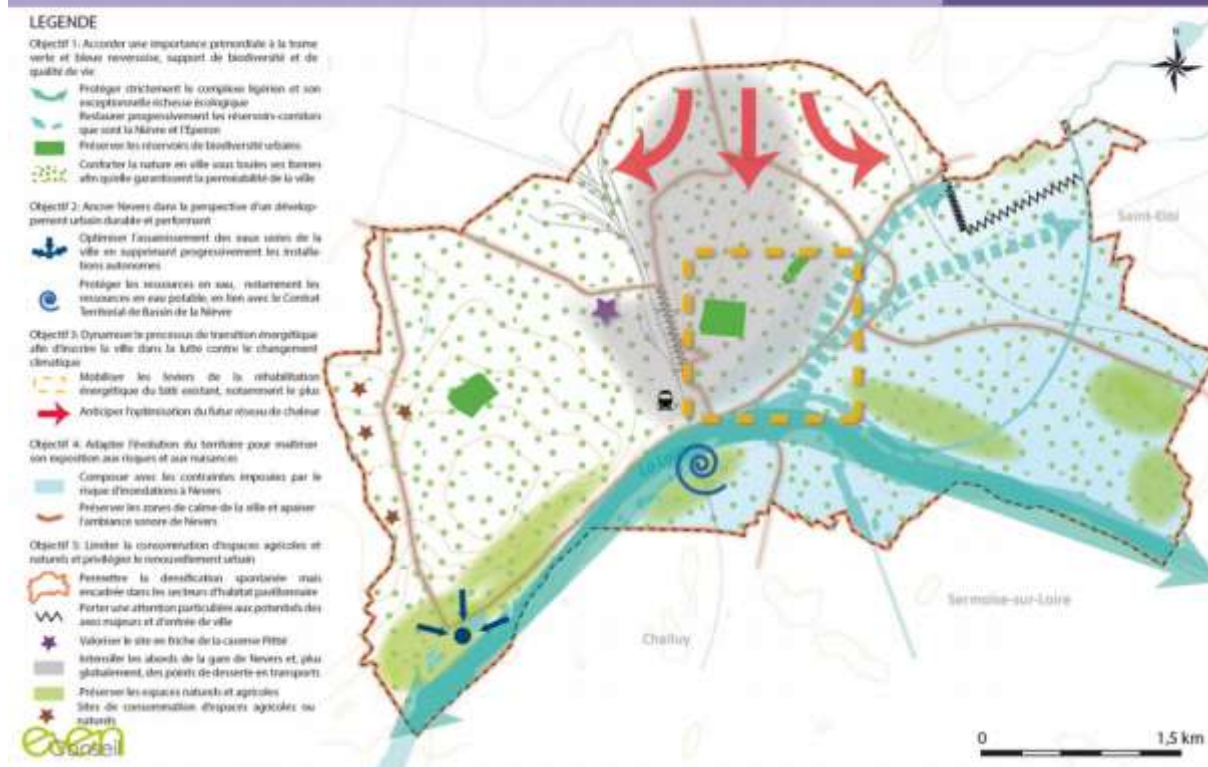 LEGENDE
Objectif 1: Accorder une importance primordiale à la trame
verte et bleue neversoise, support de biodiversité et de
qualité de vie
Protéger strictement le complexe ligérien et son
exceptionnelle richesse écologique
Restaurer progressivement les réservoirs-corridors
que sont la Nièvre et l'Eperon
Préserver les réservoirs de biodiversité urbains
Conforter la nature en ville sous toutes ses formes
afin qu'elle garantissent la perméabilité de la ville
Objectif 2: Ancrer Nevers dans la perspective d'un dévelop-
pement urbain durable et performant
Optimiser l'assainissement des eaux usées de la
ville en supprimant progressivement les installa-
tions autonomes
Protéger les ressources en eau, notamment les
ressources en eau potable, en lien avec le Contrat
Territorial de Bassin de la Nièvre
Objectif 3: Dynamiser le processus de transition énergétique
afin d'inscrire la ville dans la lutte contre le changement
climatique
Mobiliser les leviers de la réhabilitation
énergétique du bâti existant, notamment le plus
Anticiper l'optimisation du futur réseau de chaleur
Objectif 4: Adapter l'évolution du territoire pour maîtriser
son exposition aux risques et aux nuisances
Composer avec les contraintes imposées par le
risque d'inondations à Nevers
Préserver les zones de calme de la ville et apaiser
l'ambiance sonore de Nevers
Objectif 5: Limiter la consommation d'espaces agricoles et
naturels et privilégier le renouvellement urbain
Permettre la densification spontanée mais
encadrée dans les secteurs d'habitat pavillonnaire
Porter une attention particulière aux potentiels des
axes majeurs et d'entrée de ville
Valoriser le site en friche de la caserne Pittié
Intensifier les abords de la gare de Nevers et, plus
globalement, des points de desserte en transports
Préserver les espaces naturels et agricoles
Sites de consommation d'espaces agricoles ou
naturels
even
Conseil
N
Saint-Eloi
Sermoise-sur-Loire
Challuy
0 1,5 km